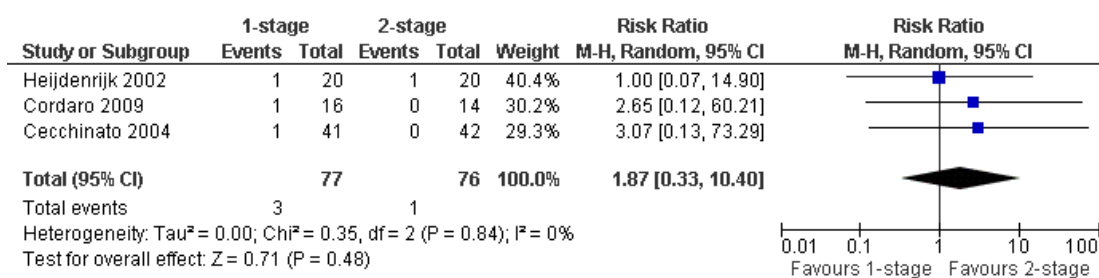 1-stage 2-stage Risk Ratio Risk Ratio
Study or Subgroup Events Total Events Total Weight M-H, Random, 95% CI M-H, Random, 95% CI
Heijdenrijk 2002 1 20 1 20 40.4% 1.00 [0.07, 14.90]
Cordaro 2009 1 16 0 14 30.2% 2.65 [0.12, 60.21]
Cecchinato 2004 1 41 0 42 29.3% 3.07 [0.13, 73.29]
Total (95% CI) 77 76 100.0% 1.87 [0.33, 10.40]
Total events 3 1
Heterogeneity: Tau² = 0.00; Chi² = 0.35, df = 2 (P = 0.84); I² = 0%
Test for overall effect: Z = 0.71 (P = 0.48)
0.01 0.1 1 10 100
Favours 1-stage Favours 2-stage